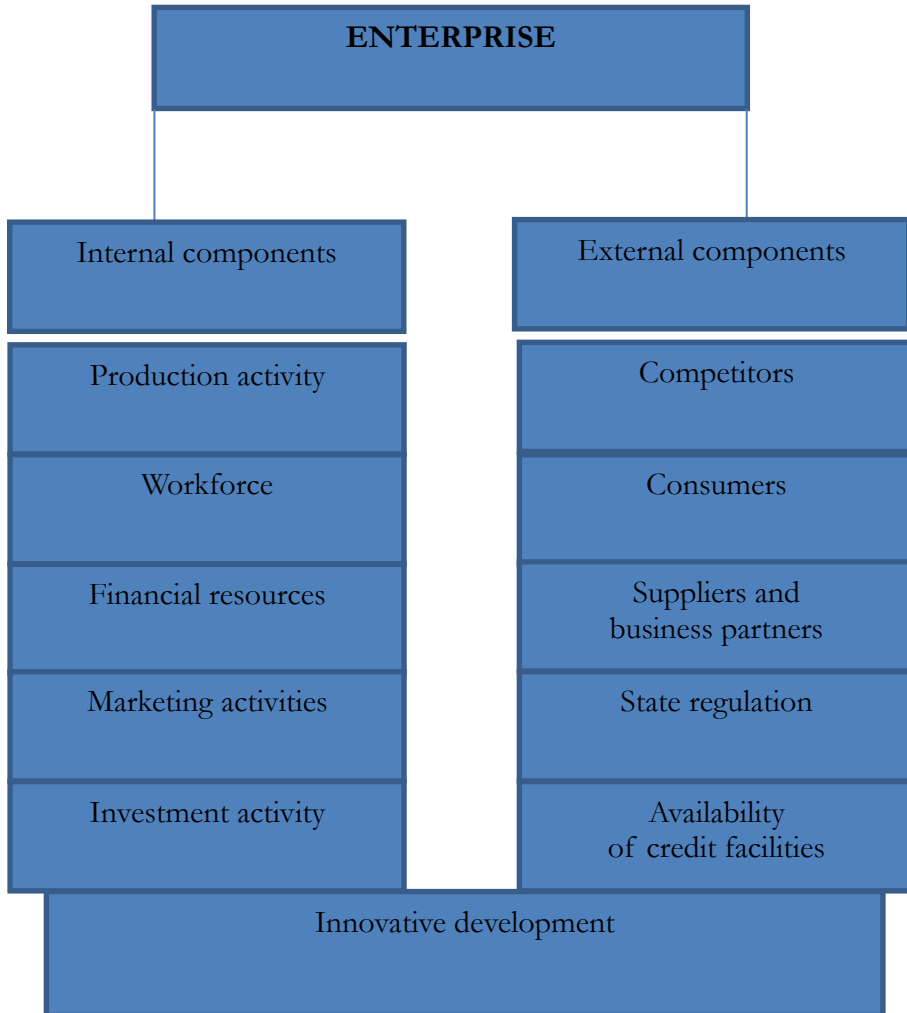 ENTERPRISE
Internal components
External components
Production activity
Competitors
Workforce
Consumers
Financial resources
Suppliers and
business partners
Marketing activities
State regulation
Investment activity
Availability
of credit facilities
Innovative development